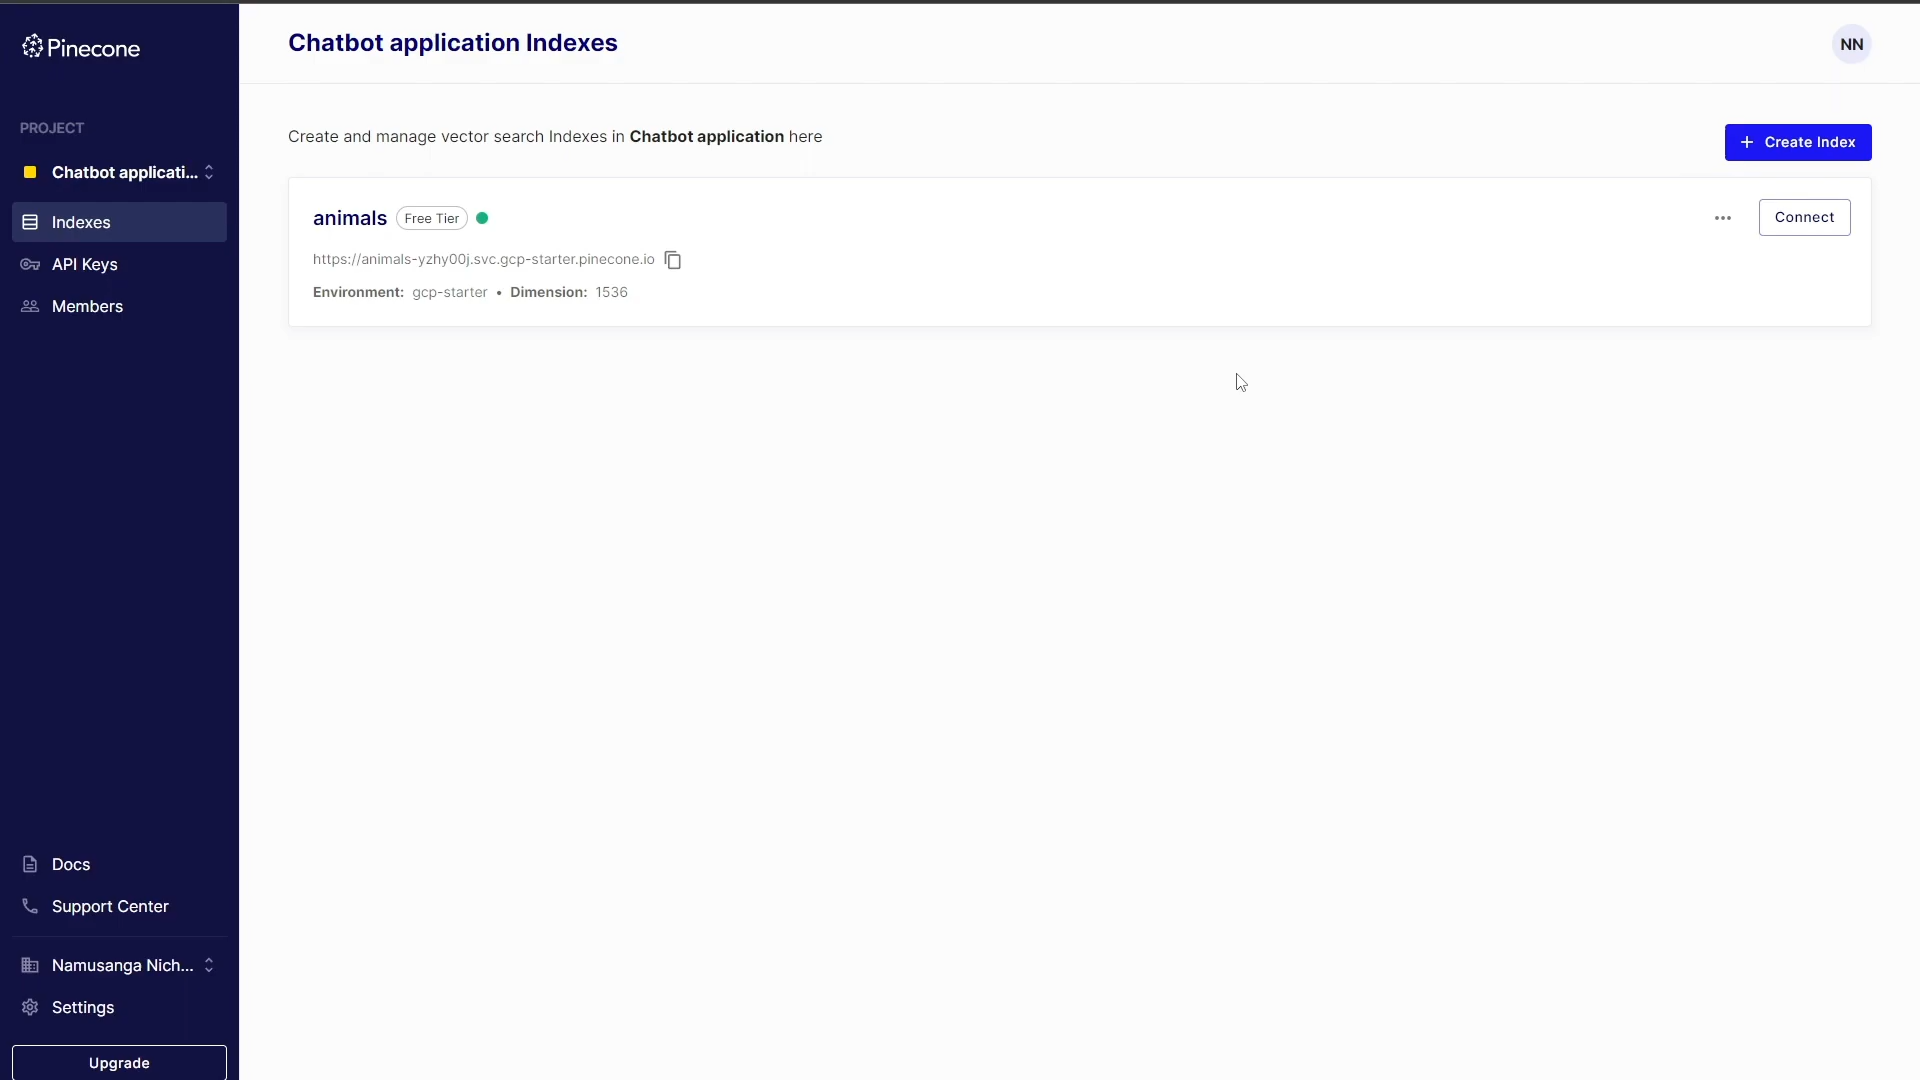 Pinecone
PROJECT
Chatbot applicati...
Indexes
API Keys
Members
Docs
Support Center
Namusanga Nich...
Settings
Upgrade
Chatbot application Indexes
NN
Create and manage vector search Indexes in Chatbot application here
+ Create Index
animals Free Tier
Connect
https://animals-yzhy00j.svc.gcp-starter.pinecone.io
Environment: gcp-starter • Dimension: 1536